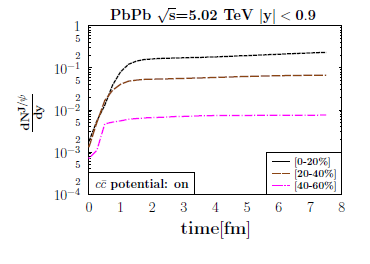 PbPb √s=5.02 TeV |y| < 0.9
dN^J/ψ
dy
1
5
2
10^-1
5
2
10^-2
5
2
10^-3
5
2
10^-4
cc̄ potential: on
[0-20%]
[20-40%]
[40-60%]
0 1 2 3 4 5 6 7 8
time[fm]